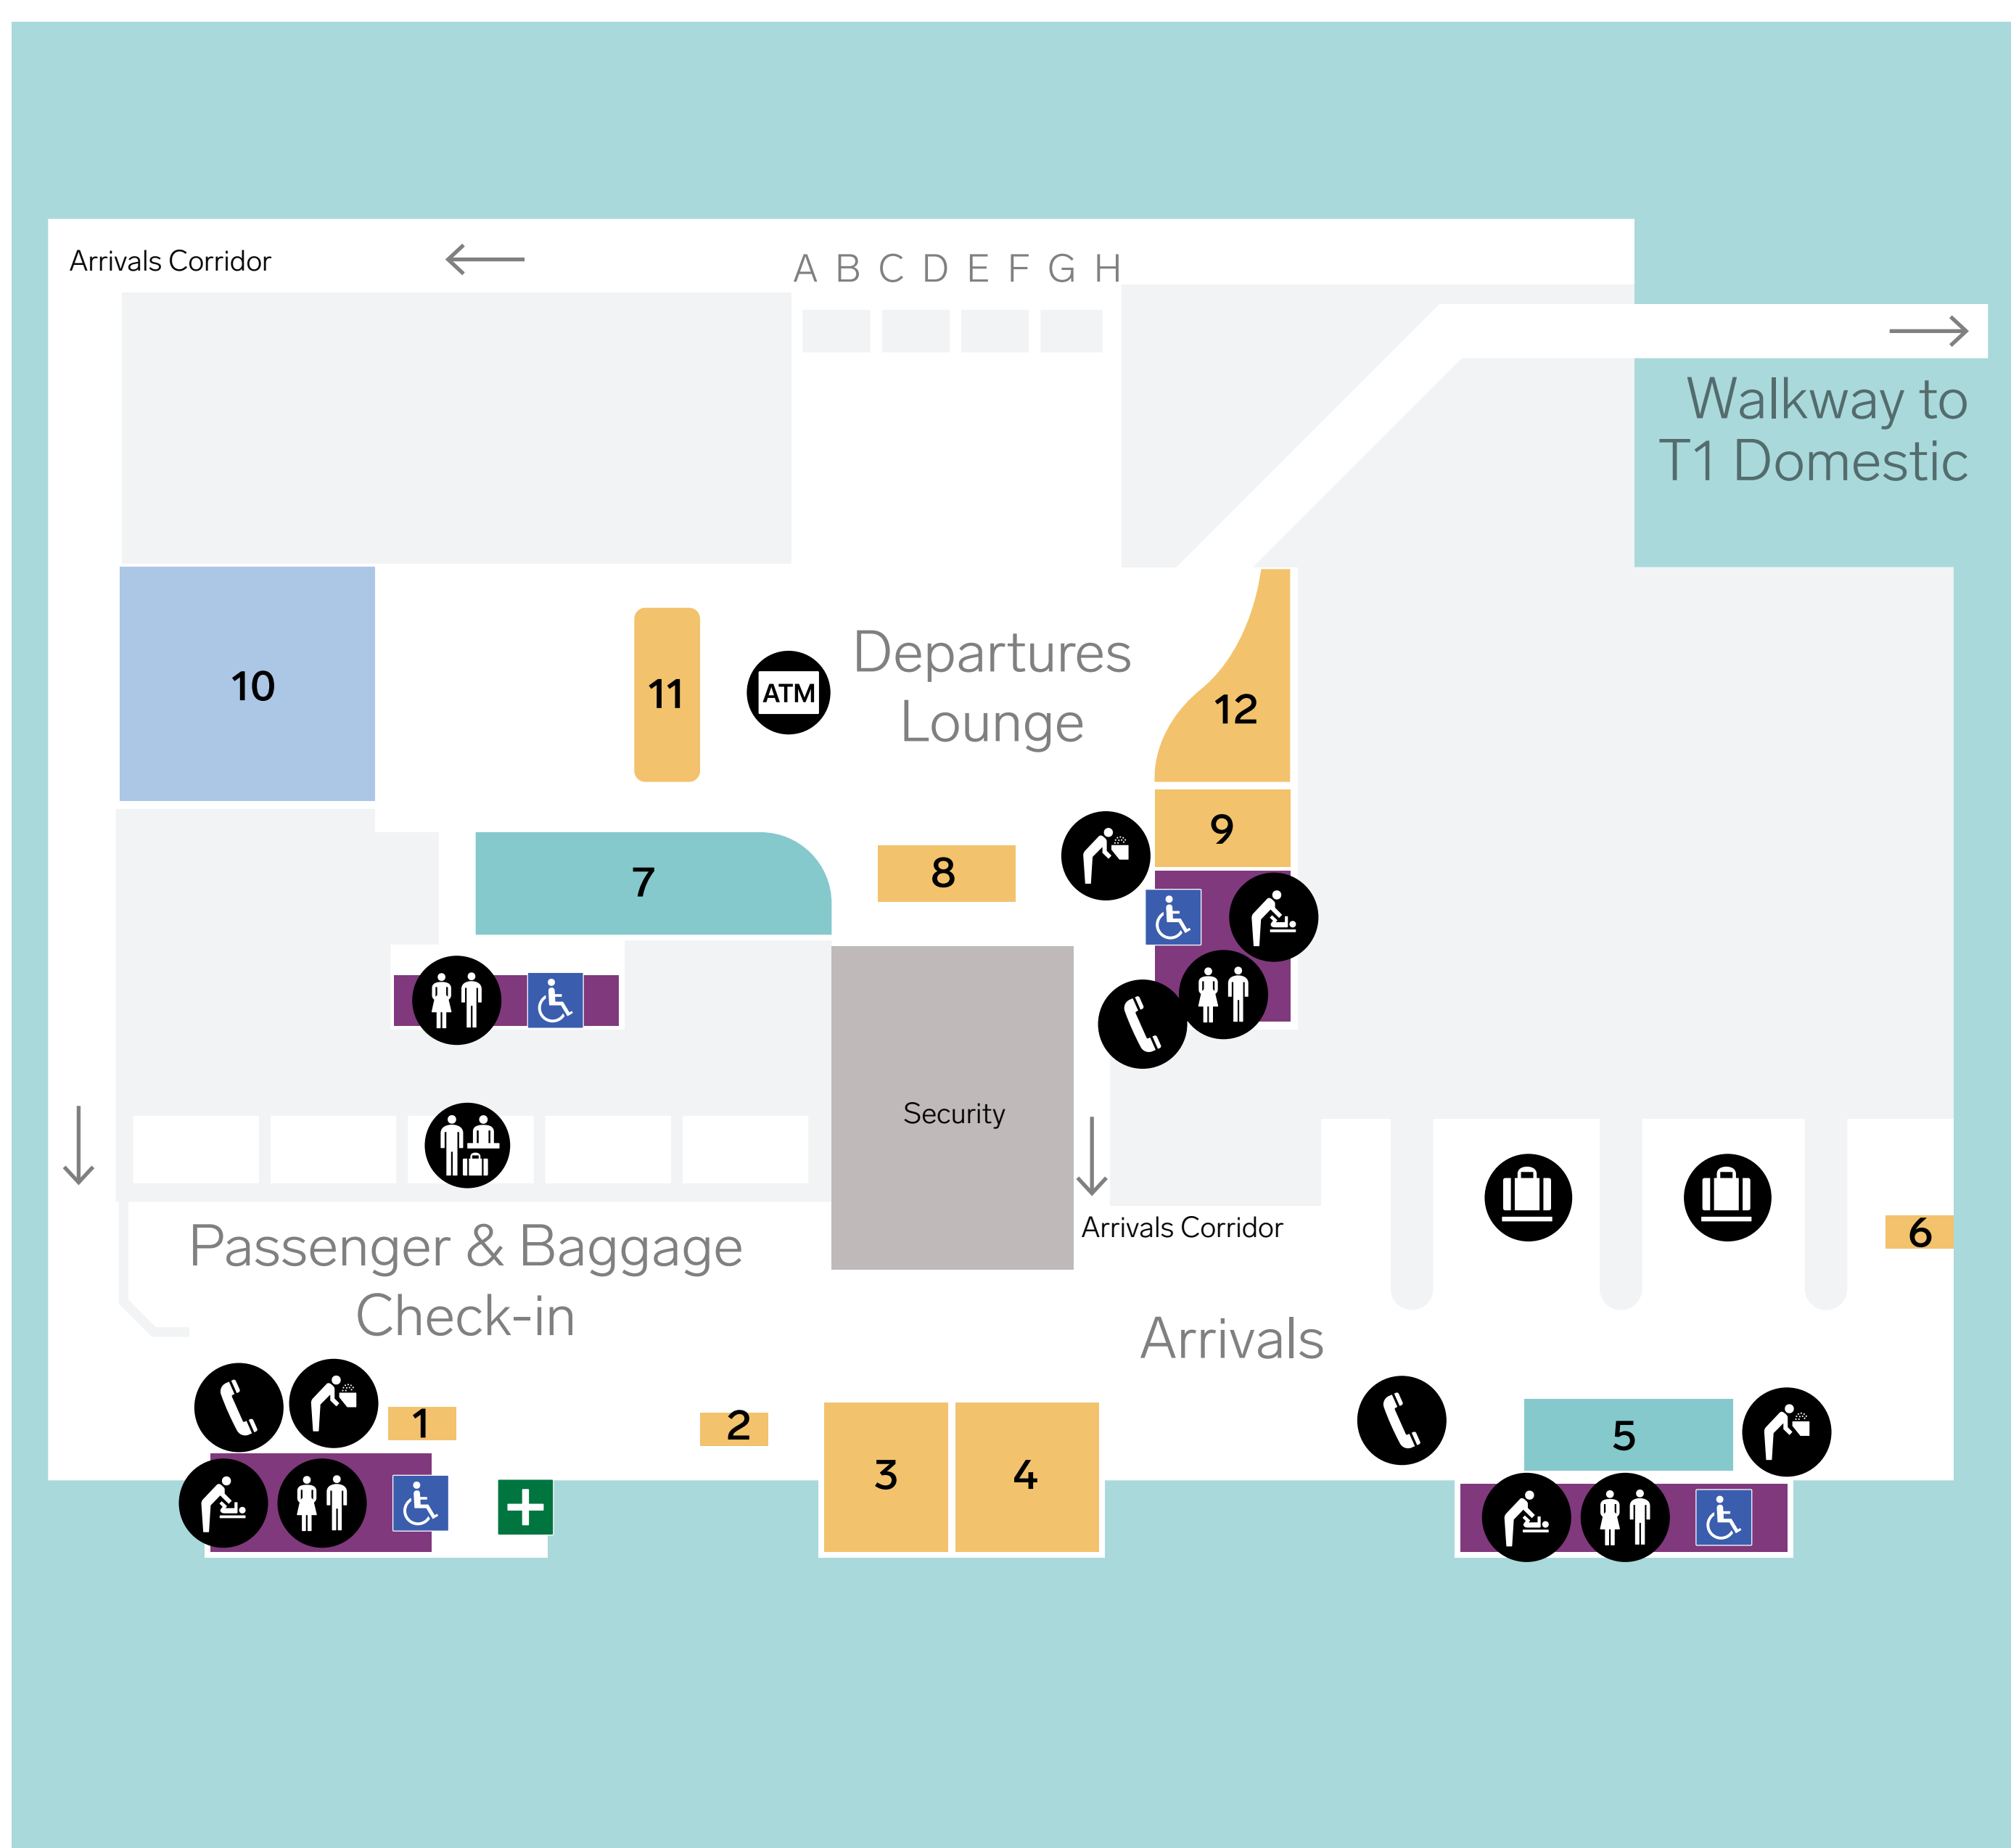 Arrivals Corridor
A B C D E F G H
Walkway to
T1 Domestic
Departures
Lounge
10
11
ATM
12
9
7
8
Security
Arrivals Corridor
6
Passenger & Baggage
Check-in
Arrivals
1
2
3
4
5